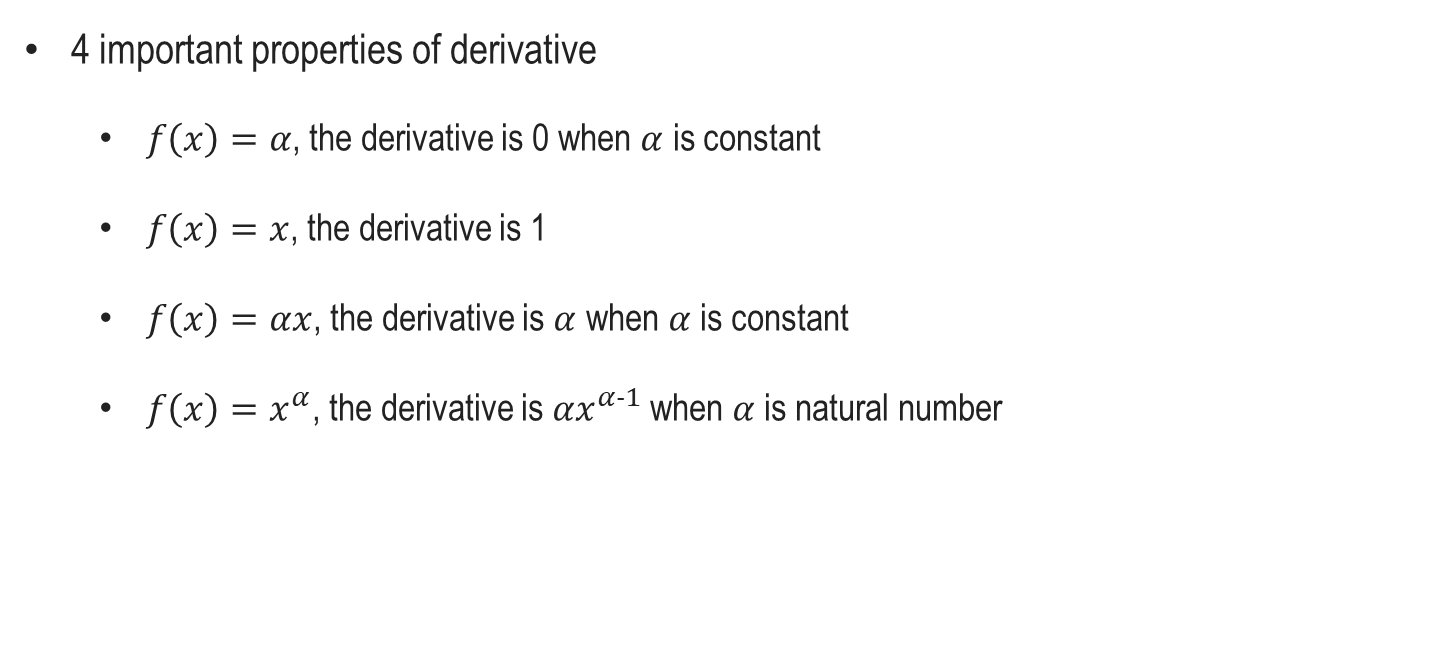 • 4 important properties of derivative
• f(x) = α, the derivative is 0 when α is constant
• f(x) = x, the derivative is 1
• f(x) = αx, the derivative is α when α is constant
• f(x) = x^α, the derivative is αx^(α-1) when α is natural number